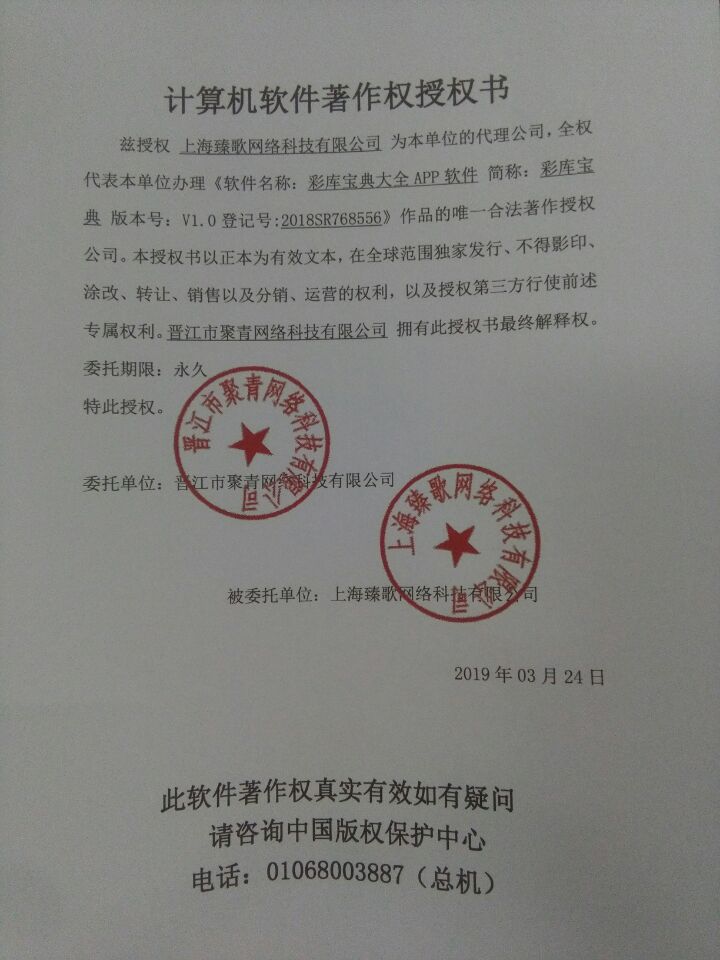 计算机软件著作权授权书
兹授权 上海臻歌网络科技有限公司 为本单位的代理公司，全权
代表本单位办理《软件名称：彩库宝典大全APP软件 简称：彩库宝
典 版本号：V1.0登记号:2018SR768556》作品的唯一合法著作授权
公司。本授权书以正本为有效文本，在全球范围独家发行、不得影印、
涂改、转让、销售以及分销、运营的权利，以及授权第三方行使前述
专属权利。晋江市聚青网络科技有限公司 拥有此授权书最终解释权。
委托期限：永久
特此授权。
晋江市聚青网络科技有限公司
委托单位：晋江市聚青网络科技有限公司
上海臻歌网络科技有限公司
被委托单位：上海臻歌网络科技有限公司
2019年03月24日
此软件著作权真实有效如有疑问
请咨询中国版权保护中心
电话：01068003887（总机）